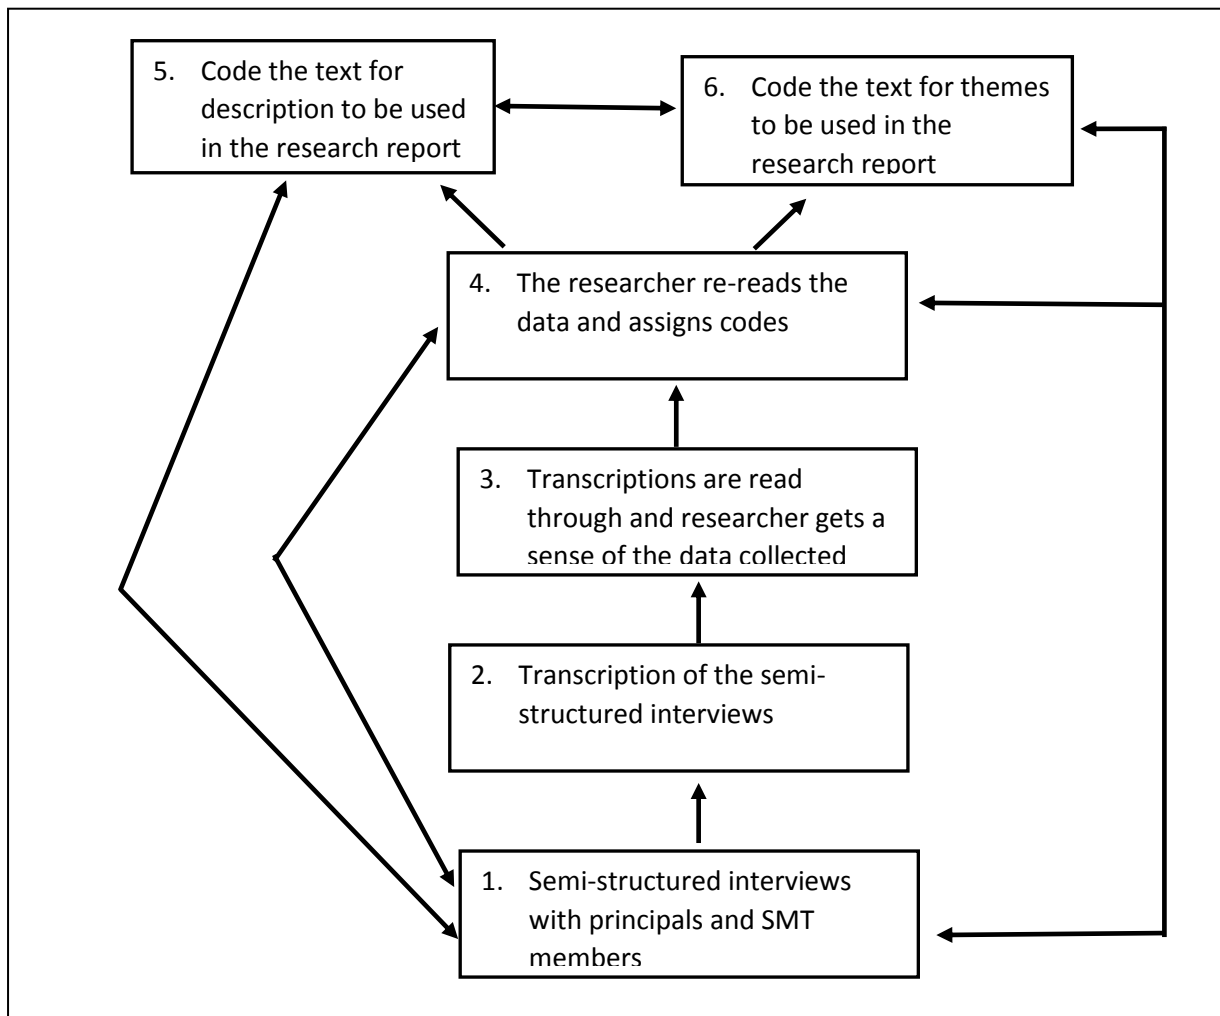 5. Code the text for
description to be used
in the research report
6. Code the text for themes
to be used in the
research report
4. The researcher re-reads the
data and assigns codes
3. Transcriptions are read
through and researcher gets a
sense of the data collected
2. Transcription of the semi-
structured interviews
1. Semi-structured interviews
with principals and SMT
members